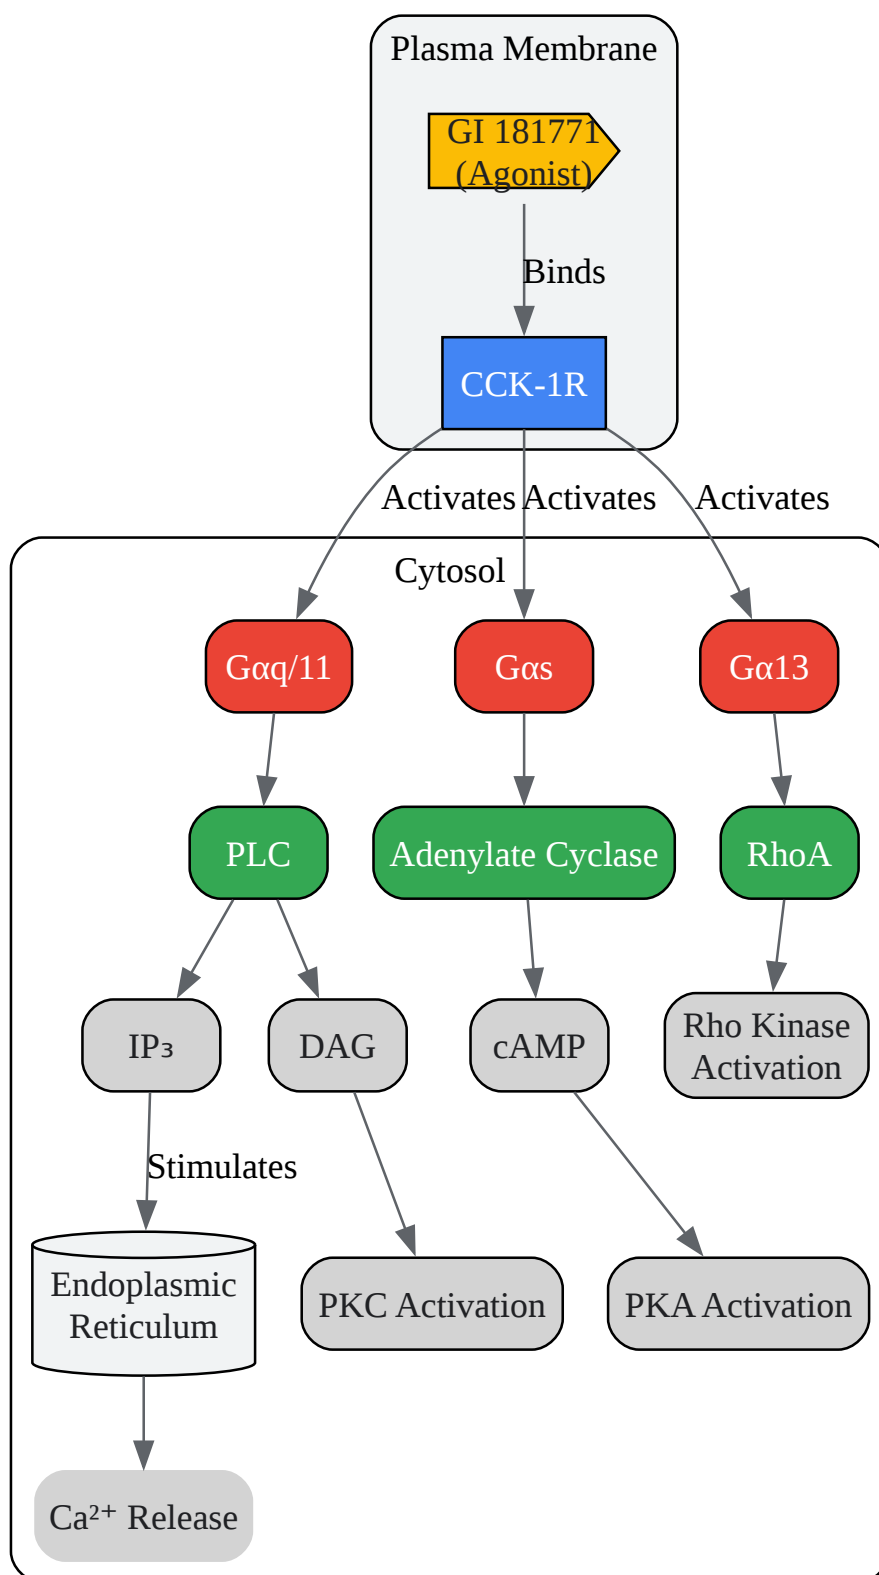 Plasma Membrane
GI 181771
(Agonist)
Binds
CCK-1R
Activates
Activates
Activates
Cytosol
Gαq/11
Gαs
Gα13
PLC
Adenylate Cyclase
RhoA
IP₃
DAG
cAMP
Rho Kinase
Activation
Stimulates
Endoplasmic
Reticulum
PKC Activation
PKA Activation
Ca²⁺ Release